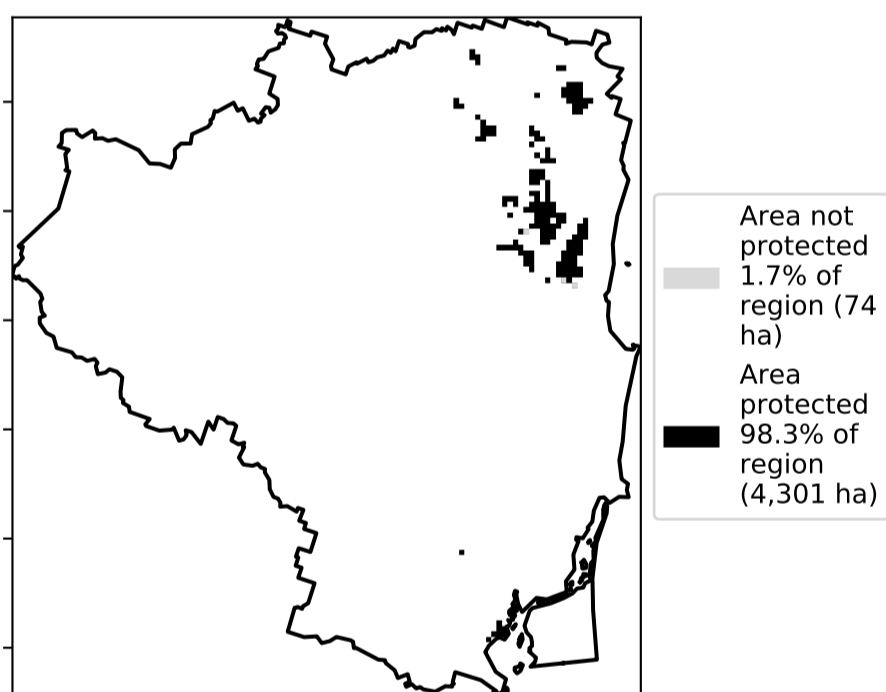 Area not
protected
1.7% of
region (74
ha)
Area
protected
98.3% of
region
(4,301 ha)